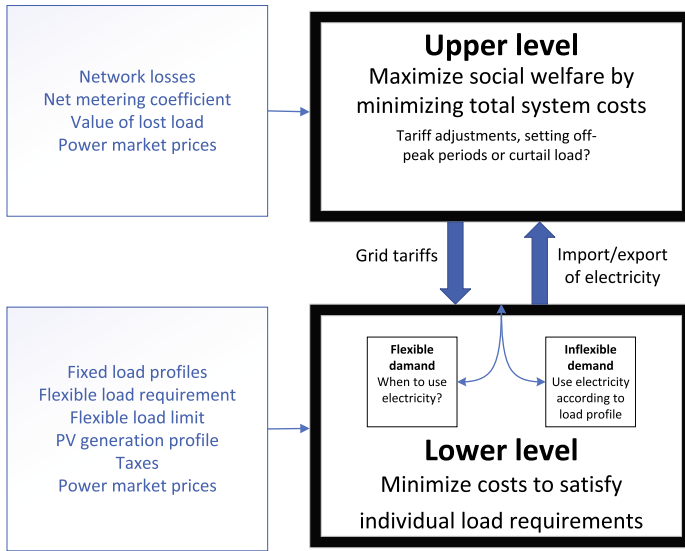 Network losses
Net metering coefficient
Value of lost load
Power market prices
Upper level
Maximize social welfare by
minimizing total system costs
Tariff adjustments, setting off-
peak periods or curtail load?
Grid tariffs
Import/export
of electricity
Fixed load profiles
Flexible load requirement
Flexible load limit
PV generation profile
Taxes
Power market prices
Flexible
damand
When to use
electricity?
Inflexible
demand
Use electricity
according to
load profile
Lower level
Minimize costs to satisfy
individual load requirements